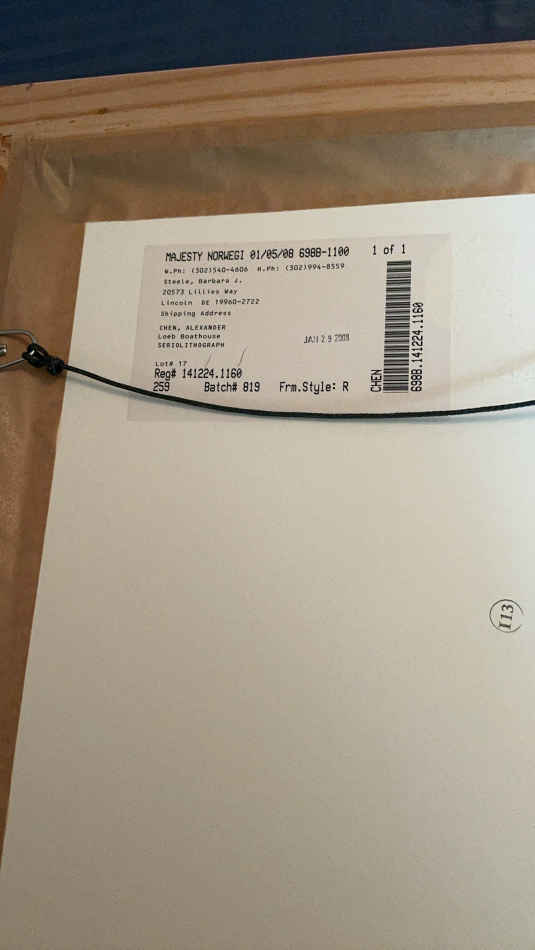 MAJESTY NORWEGI 01/05/08 698B-1100 1 of 1
W.Ph: (302)540-4606 H.Ph: (302)994-8559
Steele, Barbara J.
20573 Lillies Way
Lincoln DE 19960-2722
Shipping Address
CHEN, ALEXANDER
Loeb Boathouse
SERIOLITHOGRAPH
JAN 29 2008
Lot# 17
Reg# 141224.1160
259 Batch# 819 Frm.Style: R
CHEN
698B.141224.1160
113